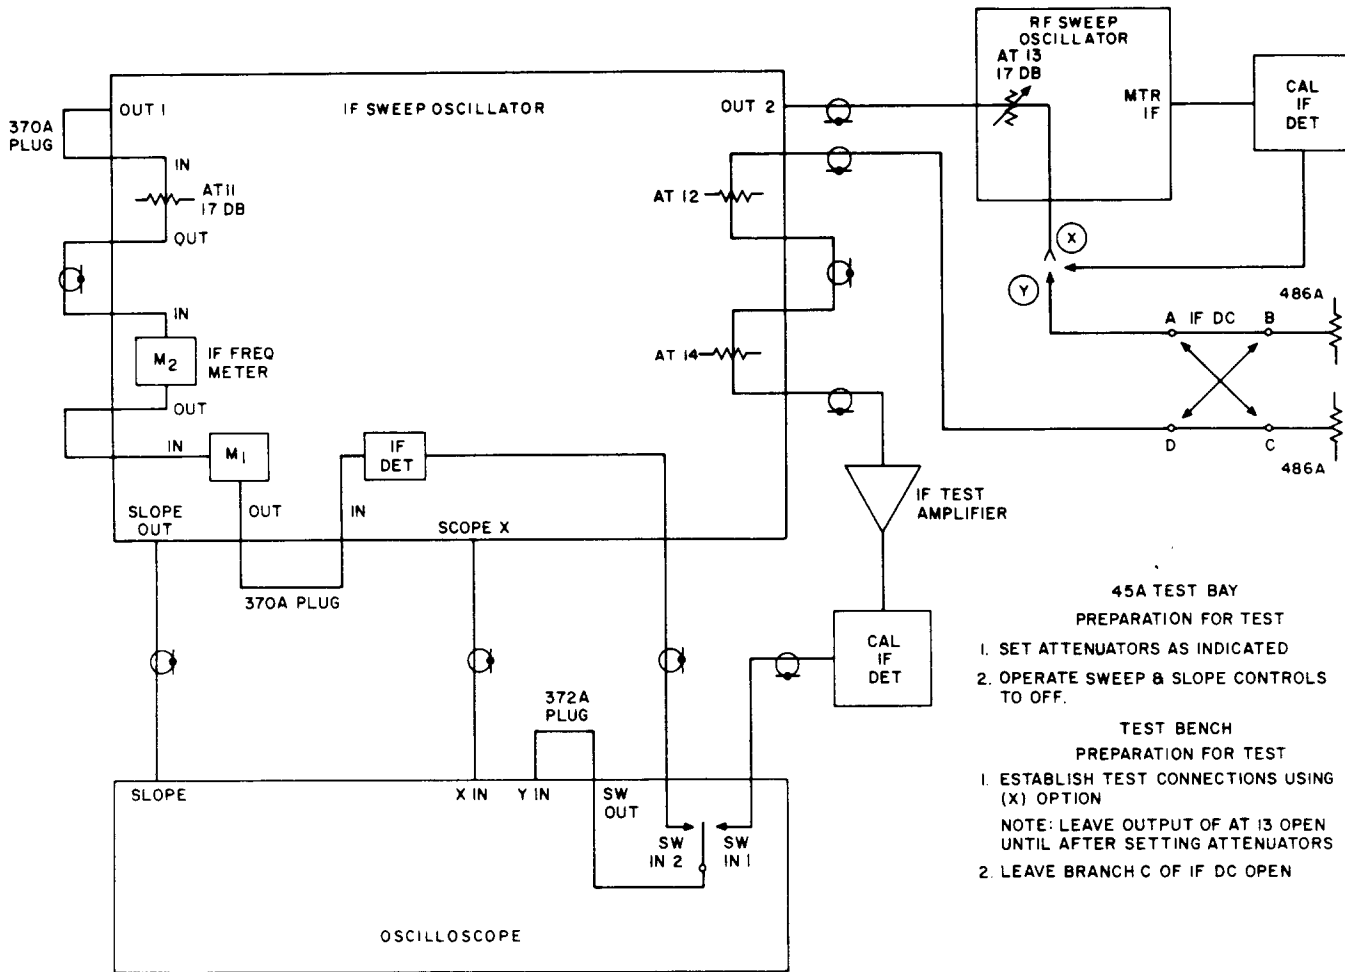 RF SWEEP
OSCILLATOR
AT 13
17 DB
MTR
IF
CAL
IF
DET
OUT 1
IF SWEEP OSCILLATOR
OUT 2
370A
PLUG
IN
AT11
17 DB
OUT
AT 12
X
Y
486A
A
IF DC
B
IN
M2
IF FREQ
METER
AT 14
OUT
D
C
486A
IN
M1
IF
DET
OUT
IN
SLOPE
OUT
SCOPE X
IF TEST
AMPLIFIER
370A PLUG
CAL
IF
DET
372A
PLUG
SLOPE
X IN
Y IN
SW
OUT
SW
IN 2
SW
IN 1
OSCILLOSCOPE
45A TEST BAY
PREPARATION FOR TEST
1. SET ATTENUATORS AS INDICATED
2. OPERATE SWEEP & SLOPE CONTROLS
TO OFF.
TEST BENCH
PREPARATION FOR TEST
1. ESTABLISH TEST CONNECTIONS USING
(X) OPTION
NOTE: LEAVE OUTPUT OF AT 13 OPEN
UNTIL AFTER SETTING ATTENUATORS
2. LEAVE BRANCH C OF IF DC OPEN